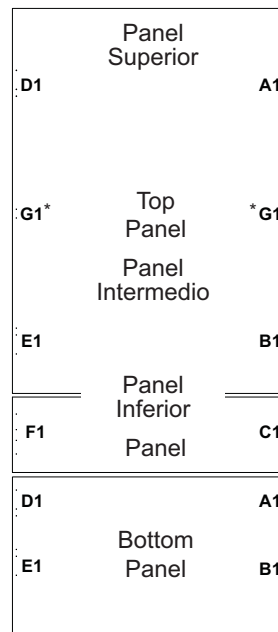 Panel
Superior
D1 A1
G1* Top *G1
Panel
Panel
Intermedio
E1 B1
Panel
Inferior
F1 C1
Panel
D1 A1
Bottom
E1 Panel B1